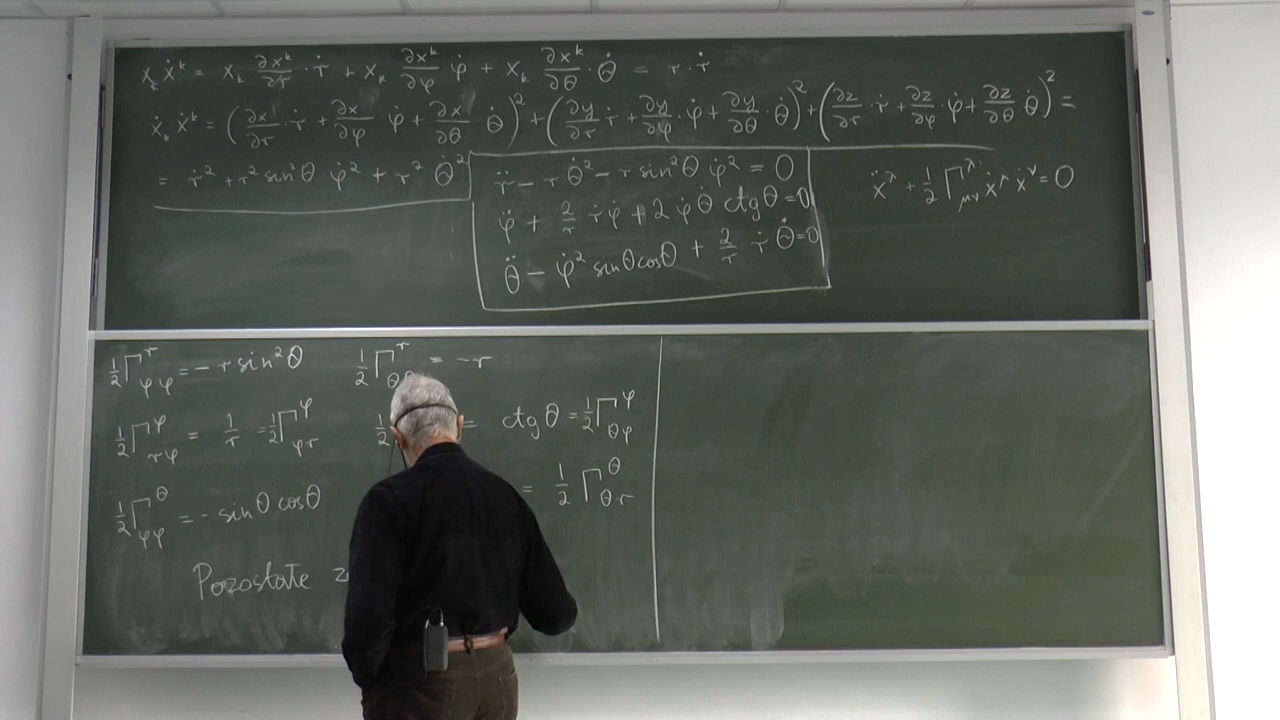 x_k ẋ^k = x_k ∂x^k/∂r · ṙ + x_k ∂x^k/∂φ φ̇ + x_k ∂x^k/∂θ · θ̇ = r · ṙ
ẋ_k ẋ^k = (∂x/∂r · ṙ + ∂x/∂φ · φ̇ + ∂x/∂θ · θ̇)² + (∂y/∂r · ṙ + ∂y/∂φ · φ̇ + ∂y/∂θ · θ̇)² + (∂z/∂r · ṙ + ∂z/∂φ · φ̇ + ∂z/∂θ θ̇)² =
= ṙ² + r² sin²θ · φ̇² + r² θ̇²
r̈ − r θ̇² − r sin²θ φ̇² = 0
φ̈ + 2/r ṙ φ̇ + 2 φ̇ θ̇ ctg θ = 0
θ̈ − φ̇² sinθ cosθ + 2/r ṙ θ̇ = 0
ẍ^λ + 1/2 Γ^λ_μν ẋ^μ ẋ^ν = 0
1/2 Γ^r_φφ = − r sin²θ 1/2 Γ^r_θ = −r
1/2 Γ^φ_rφ = 1/r = 1/2 Γ^φ_φr 1/2 = ctg θ = 1/2 Γ^φ_θφ
1/2 Γ^θ_φφ = − sinθ cosθ = 1/2 Γ^θ_θr
Pozostałe z